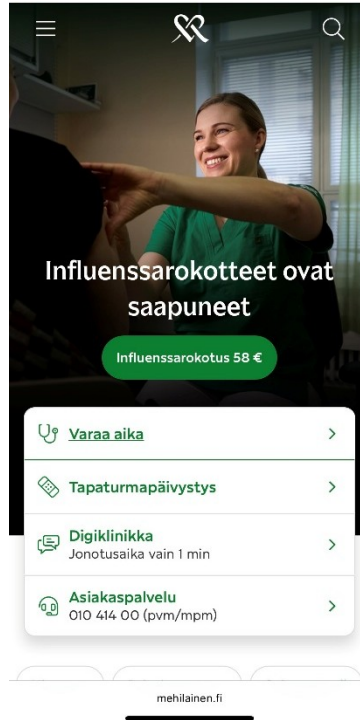 Influenssarokotteet ovat
saapuneet
Influenssarokotus 58 €
Varaa aika
Tapaturmapäivystys
Digiklinikka
Jonotusaika vain 1 min
Asiakaspalvelu
010 414 00 (pvm/mpm)
mehilainen.fi